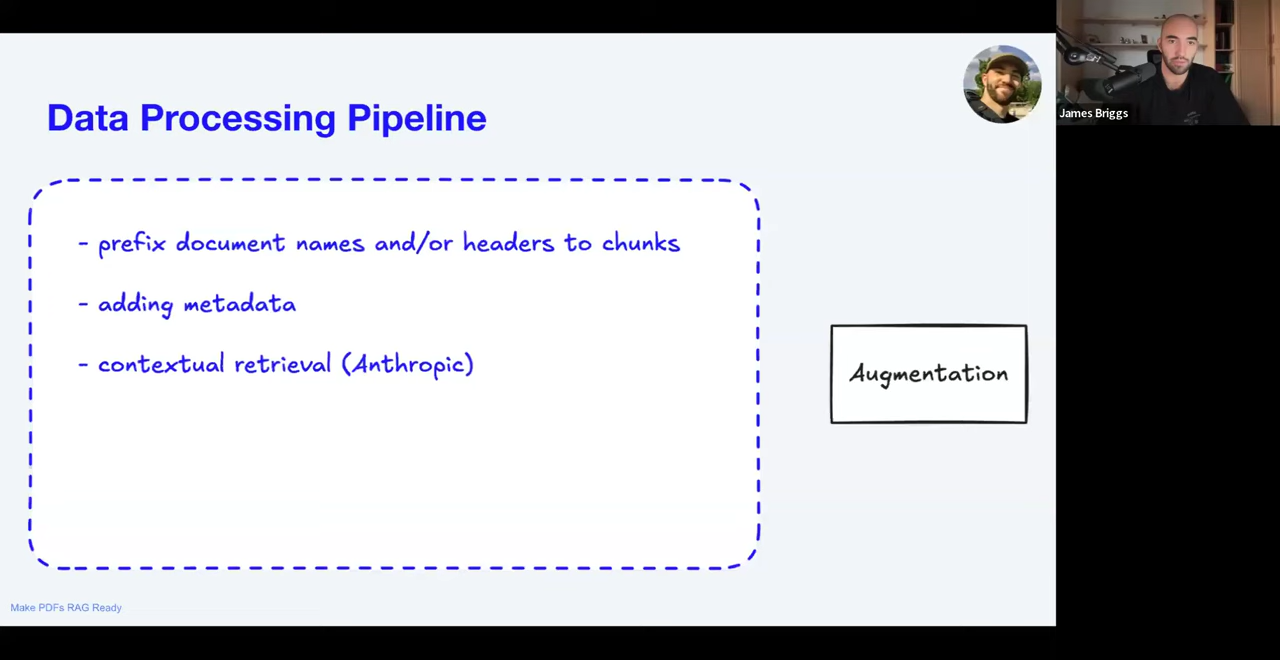 Data Processing Pipeline
- prefix document names and/or headers to chunks
- adding metadata
- contextual retrieval (Anthropic)
Augmentation
Make PDFs RAG Ready
James Briggs